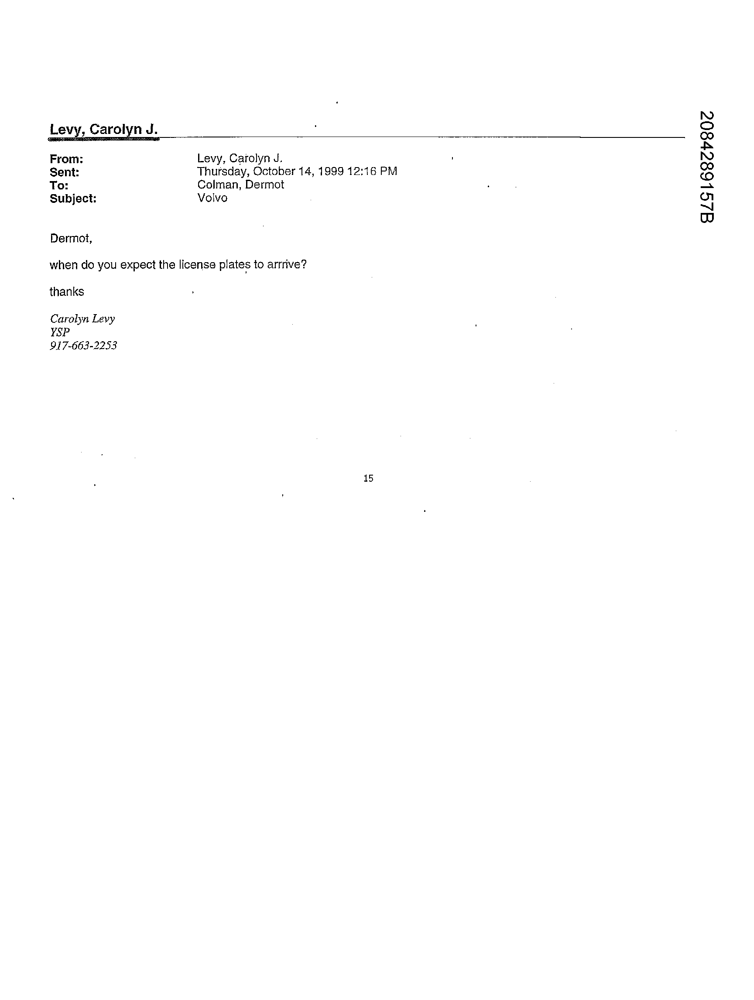 Levy, Carolyn J.
From: Levy, Carolyn J.
Sent: Thursday, October 14, 1999 12:16 PM
To: Colman, Dermot
Subject: Volvo
Dermot,
when do you expect the license plates to arrrive?
thanks
Carolyn Levy
YSP
917-663-2253
15
2084289157B